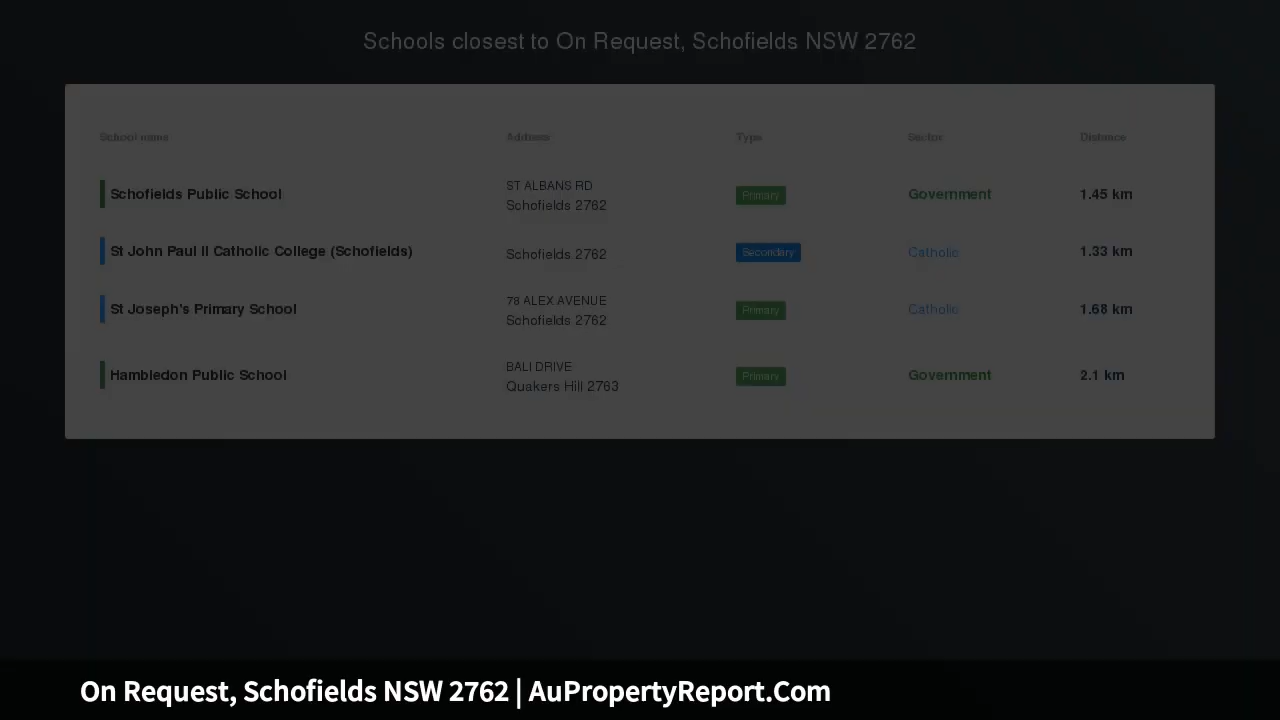 Schools closest to On Request, Schofields NSW 2762
School name Address Type Sector Distance
Schofields Public School ST ALBANS RD Schofields 2762 Primary Government 1.45 km
St John Paul II Catholic College (Schofields) Schofields 2762 Secondary Catholic 1.33 km
St Joseph's Primary School 78 ALEX AVENUE Schofields 2762 Primary Catholic 1.68 km
Hambledon Public School BALI DRIVE Quakers Hill 2763 Primary Government 2.1 km
On Request, Schofields NSW 2762 | AuPropertyReport.Com